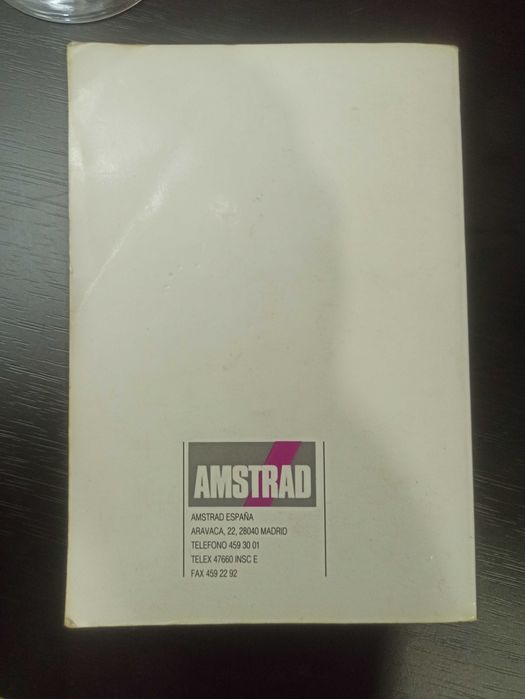 AMSTRAD
AMSTRAD ESPAÑA
ARAVACA, 22, 28040 MADRID
TELEFONO 459 30 01
TELEX 47660 INSC E
FAX 459 22 92